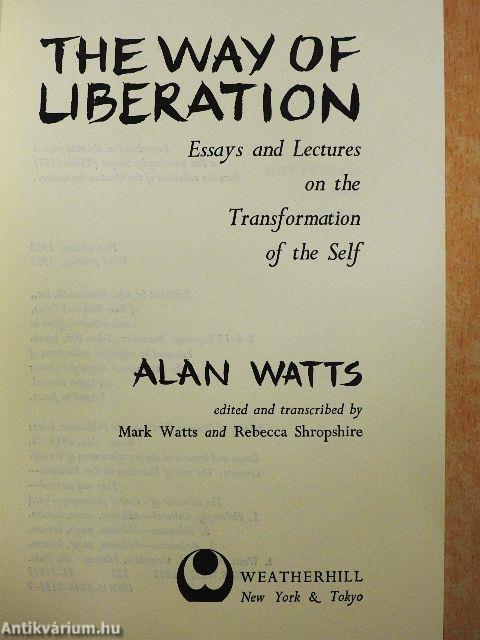 THE WAY OF
LIBERATION
Essays and Lectures
on the
Transformation
of the Self
ALAN WATTS
edited and transcribed by
Mark Watts and Rebecca Shropshire
WEATHERHILL
New York & Tokyo
Antikvárium.hu